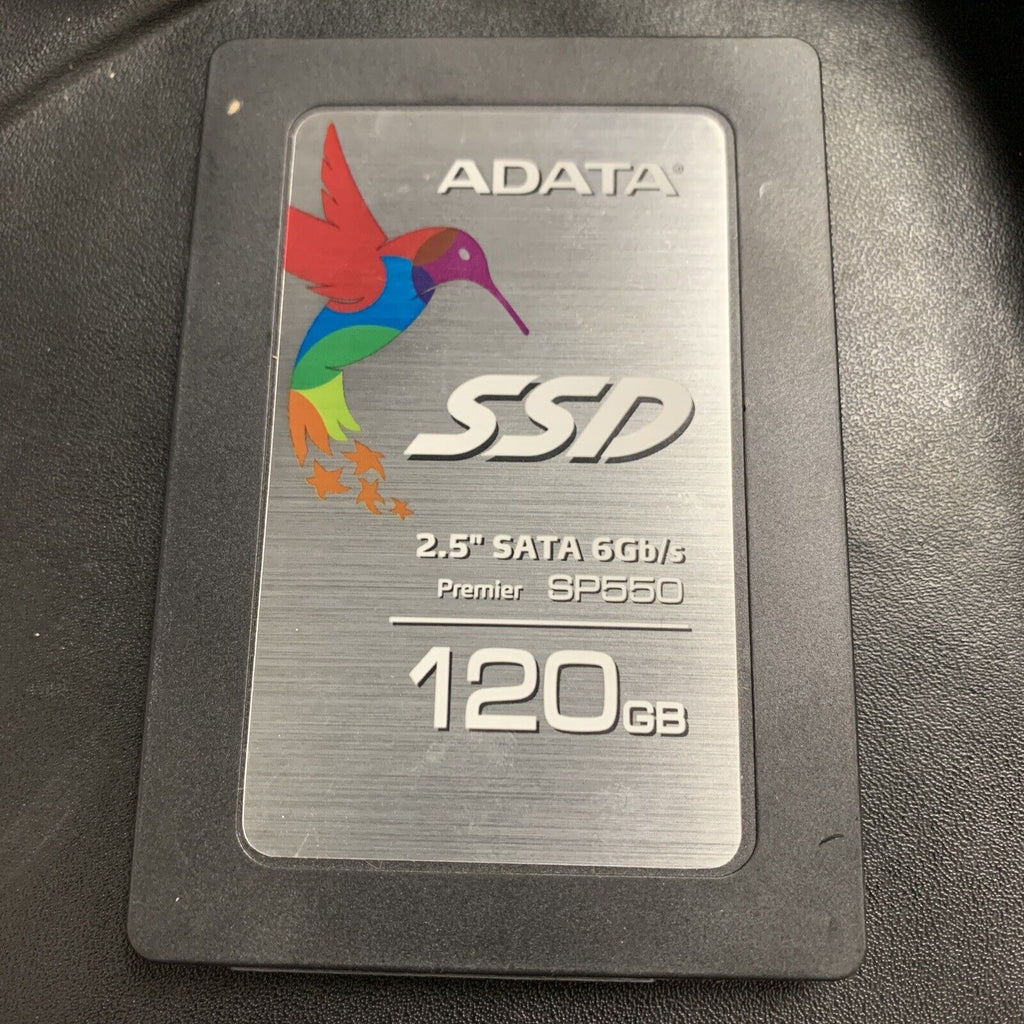 ADATA®
SSD
2.5" SATA 6Gb/s
Premier SP550
120GB